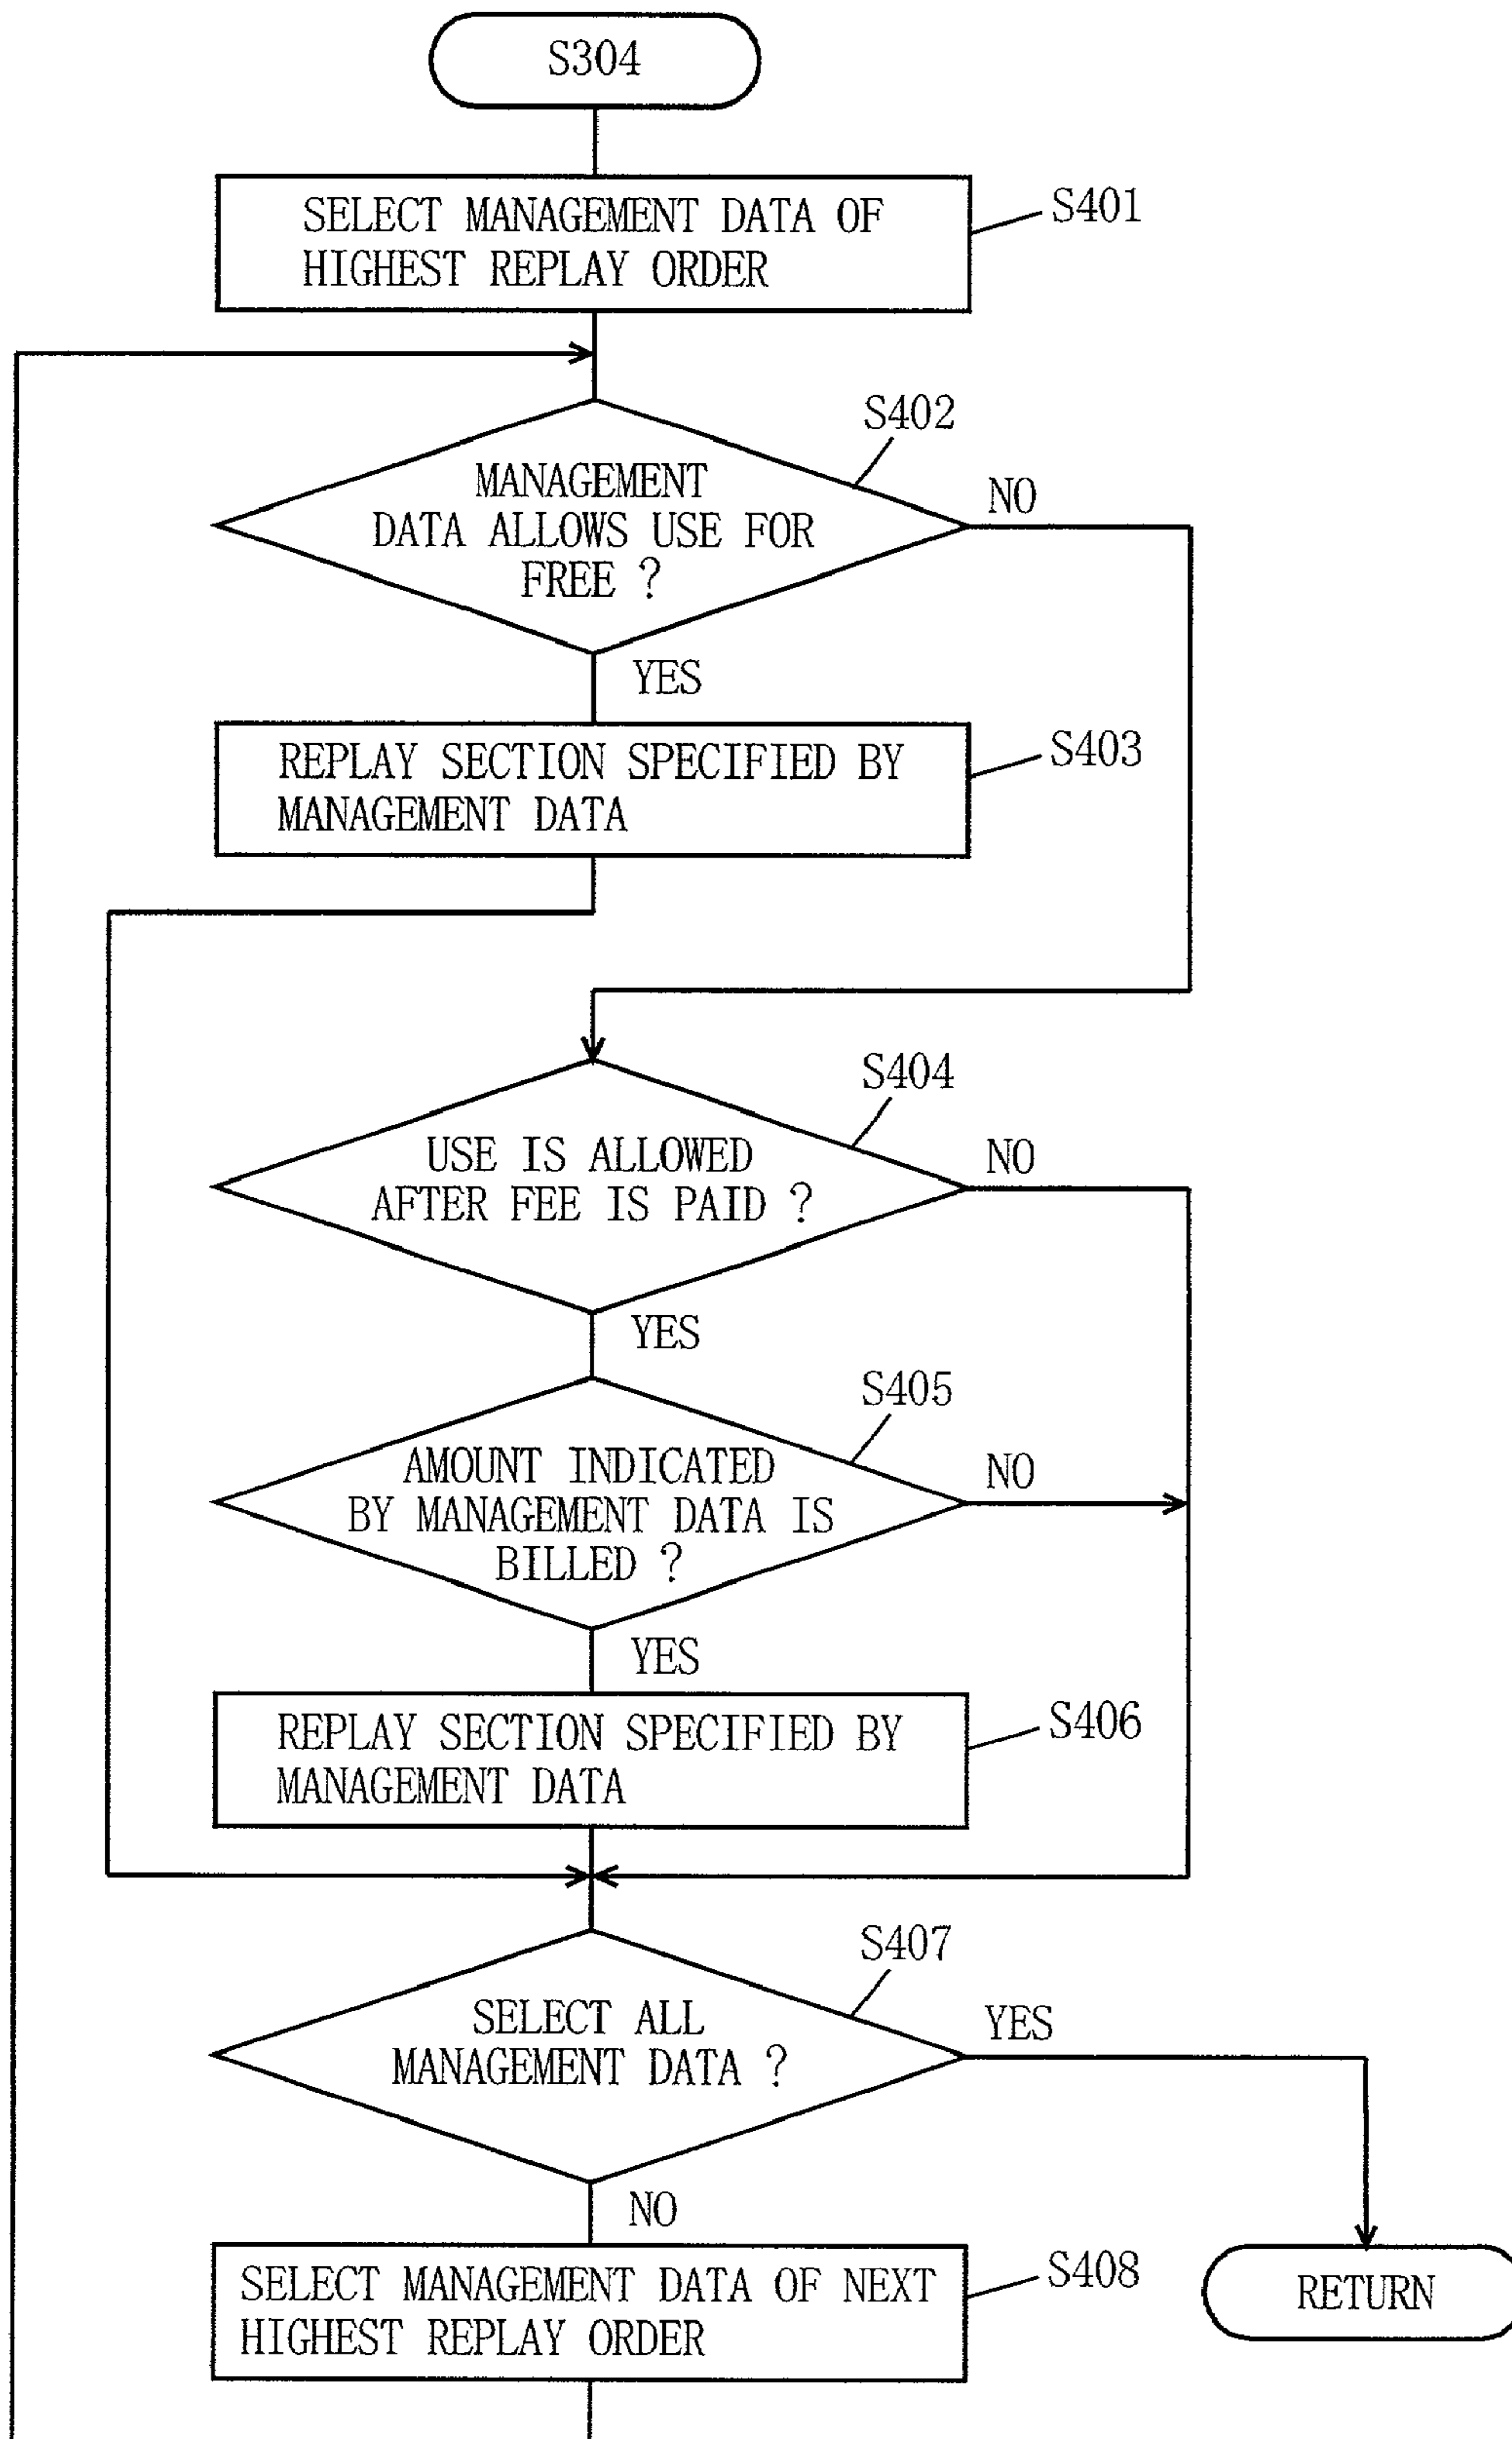 S304
SELECT MANAGEMENT DATA OF
HIGHEST REPLAY ORDER
S401
S402
MANAGEMENT
DATA ALLOWS USE FOR
FREE ?
NO
YES
REPLAY SECTION SPECIFIED BY
MANAGEMENT DATA
S403
S404
USE IS ALLOWED
AFTER FEE IS PAID ?
NO
YES
S405
AMOUNT INDICATED
BY MANAGEMENT DATA IS
BILLED ?
NO
YES
REPLAY SECTION SPECIFIED BY
MANAGEMENT DATA
S406
S407
SELECT ALL
MANAGEMENT DATA ?
YES
NO
SELECT MANAGEMENT DATA OF NEXT
HIGHEST REPLAY ORDER
S408
RETURN